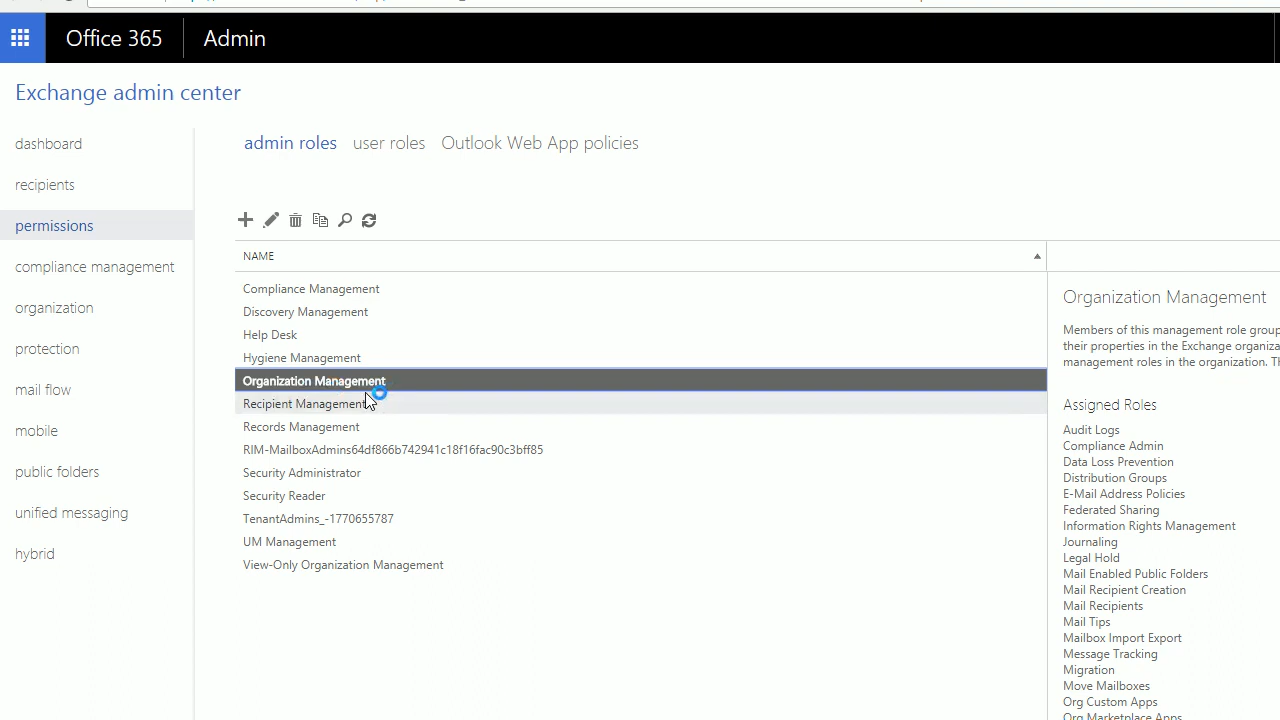 Office 365
Admin
Exchange admin center
dashboard
recipients
permissions
compliance management
organization
protection
mail flow
mobile
public folders
unified messaging
hybrid
admin roles
user roles
Outlook Web App policies
NAME
Compliance Management
Discovery Management
Help Desk
Hygiene Management
Organization Management
Recipient Management
Records Management
RIM-MailboxAdmins64df866b742941c18f16fac90c3bff85
Security Administrator
Security Reader
TenantAdmins_-1770655787
UM Management
View-Only Organization Management
Organization Management
Members of this management role group
their properties in the Exchange organiza
management roles in the organization. Th
Assigned Roles
Audit Logs
Compliance Admin
Data Loss Prevention
Distribution Groups
E-Mail Address Policies
Federated Sharing
Information Rights Management
Journaling
Legal Hold
Mail Enabled Public Folders
Mail Recipient Creation
Mail Recipients
Mail Tips
Mailbox Import Export
Message Tracking
Migration
Move Mailboxes
Org Custom Apps
Org Marketplace Apps